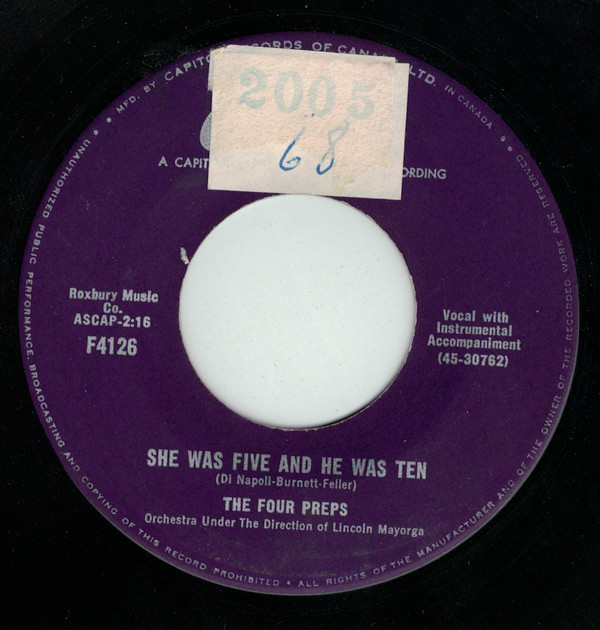 MFD. BY CAPITOL RECORDS OF CANADA LTD. IN CANADA
2005
68
A CAPIT
ORDING
Roxbury Music
Co.
ASCAP-2:16
F4126
Vocal with
Instrumental
Accompaniment
(45-30762)
SHE WAS FIVE AND HE WAS TEN
(Di Napoli-Burnett-Feller)
THE FOUR PREPS
Orchestra Under The Direction of Lincoln Mayorga
UNAUTHORIZED PUBLIC PERFORMANCE, BROADCASTING AND COPYING OF THIS RECORD PROHIBITED • ALL RIGHTS OF THE MANUFACTURER AND OF THE OWNER OF THE RECORDED WORK ARE RESERVED